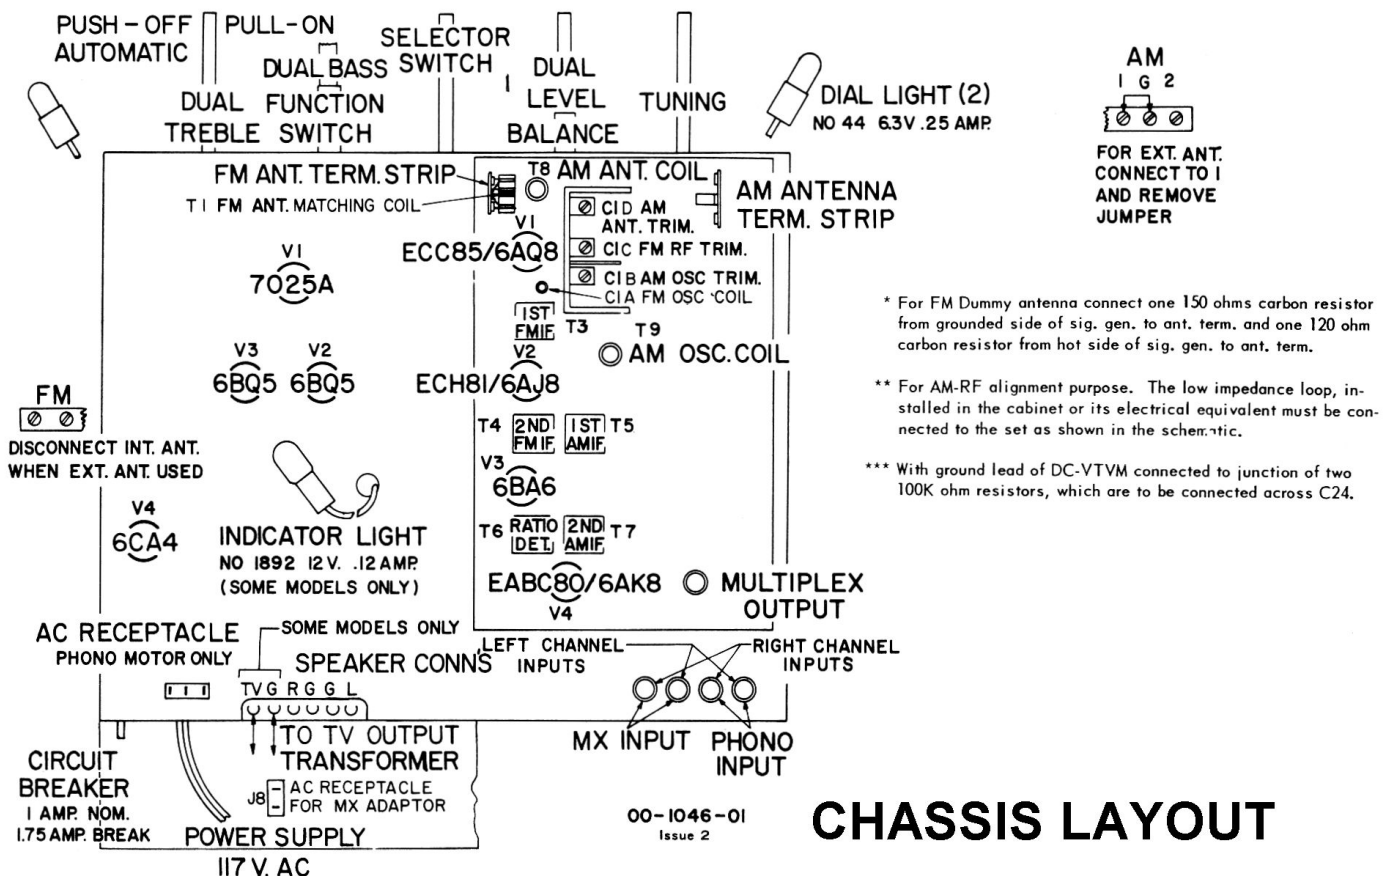 PUSH-OFF PULL-ON
AUTOMATIC
DUAL BASS
SELECTOR
SWITCH
DUAL
TREBLE
FUNCTION
SWITCH
DUAL
LEVEL
BALANCE
TUNING
DIAL LIGHT (2)
NO 44 6.3V .25 AMP.
AM
1 G 2
FOR EXT. ANT.
CONNECT TO 1
AND REMOVE
JUMPER
FM ANT. TERM. STRIP
T1 FM ANT. MATCHING COIL
T8 AM ANT. COIL
AM ANTENNA
TERM. STRIP
C1D AM
ANT. TRIM.
C1C FM RF TRIM.
C1B AM OSC TRIM.
C1A FM OSC COIL
V1
ECC85/6AQ8
V1
7025A
1ST
FMIF
T3
T9
AM OSC. COIL
V3
6BQ5
V2
6BQ5
V2
ECH81/6AJ8
FM
DISCONNECT INT. ANT.
WHEN EXT. ANT. USED
T4 2ND
FMIF
1ST T5
AMIF.
V3
6BA6
V4
6CA4
INDICATOR LIGHT
NO 1892 12V. .12 AMP.
(SOME MODELS ONLY)
T6 RATIO
DET.
2ND T7
AMIF.
EABC80/6AK8
V4
MULTIPLEX
OUTPUT
* For FM Dummy antenna connect one 150 ohms carbon resistor
from grounded side of sig. gen. to ant. term. and one 120 ohm
carbon resistor from hot side of sig. gen. to ant. term.
** For AM-RF alignment purpose. The low impedance loop, in-
stalled in the cabinet or its electrical equivalent must be con-
nected to the set as shown in the schematic.
*** With ground lead of DC-VTVM connected to junction of two
100K ohm resistors, which are to be connected across C24.
AC RECEPTACLE
PHONO MOTOR ONLY
SOME MODELS ONLY
SPEAKER CONNS
TV G R G G L
LEFT CHANNEL
INPUTS
RIGHT CHANNEL
INPUTS
MX INPUT
PHONO
INPUT
TO TV OUTPUT
TRANSFORMER
CIRCUIT
BREAKER
1 AMP. NOM.
1.75 AMP. BREAK
J8
AC RECEPTACLE
FOR MX ADAPTOR
POWER SUPPLY
117 V. AC
00-1046-01
Issue 2
CHASSIS LAYOUT